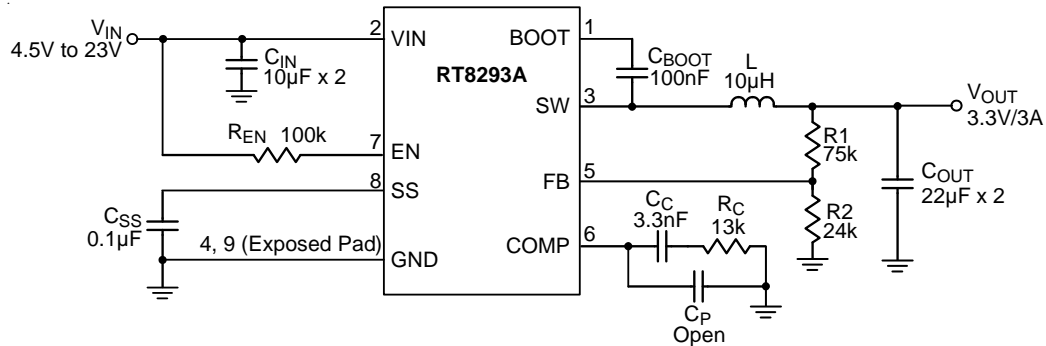 VIN
4.5V to 23V
CIN
10µF x 2
REN 100k
CSS
0.1µF
4, 9 (Exposed Pad)
2
7
8
VIN
EN
SS
GND
RT8293A
BOOT
SW
FB
COMP
1
3
5
6
CBOOT
100nF
L
10µH
VOUT
3.3V/3A
R1
75k
R2
24k
COUT
22µF x 2
CC
3.3nF
RC
13k
CP
Open